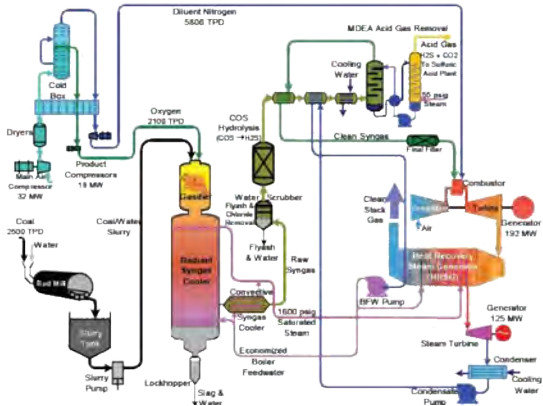 Diluent Nitrogen
5808 TPD
MDEA Acid Gas Removal
Acid Gas
H2S + CO2
To Sulfuric
Acid Plant
Cooling
Water
55 psig
Steam
Cold
Box
Oxygen
2108 TPD
COS
Hydrolysis
(COS → H2S)
Clean Syngas
Final Filter
Dryers
Product
Compressors
18 MW
Main Air
Compressor
32 MW
Gasifier
Water Scrubber
Flyash &
Chloride
Removal
Clean
Stack
Gas
Combustor
Turbine
Air
Generator
192 MW
Coal
2500 TPD
Water
Coal/Water
Slurry
Flyash
& Water
Raw
Syngas
Radiant
Syngas
Cooler
Heat Recovery
Steam Generator
(HRSG)
Rod Mill
Convective
Syngas
Cooler
1600 psig
Saturated
Steam
BFW Pump
Generator
125 MW
Slurry
Tank
Steam Turbine
Economized
Boiler
Feedwater
Condenser
Cooling
Water
Slurry
Pump
Lockhopper
Slag &
Water
Condensate
Pump